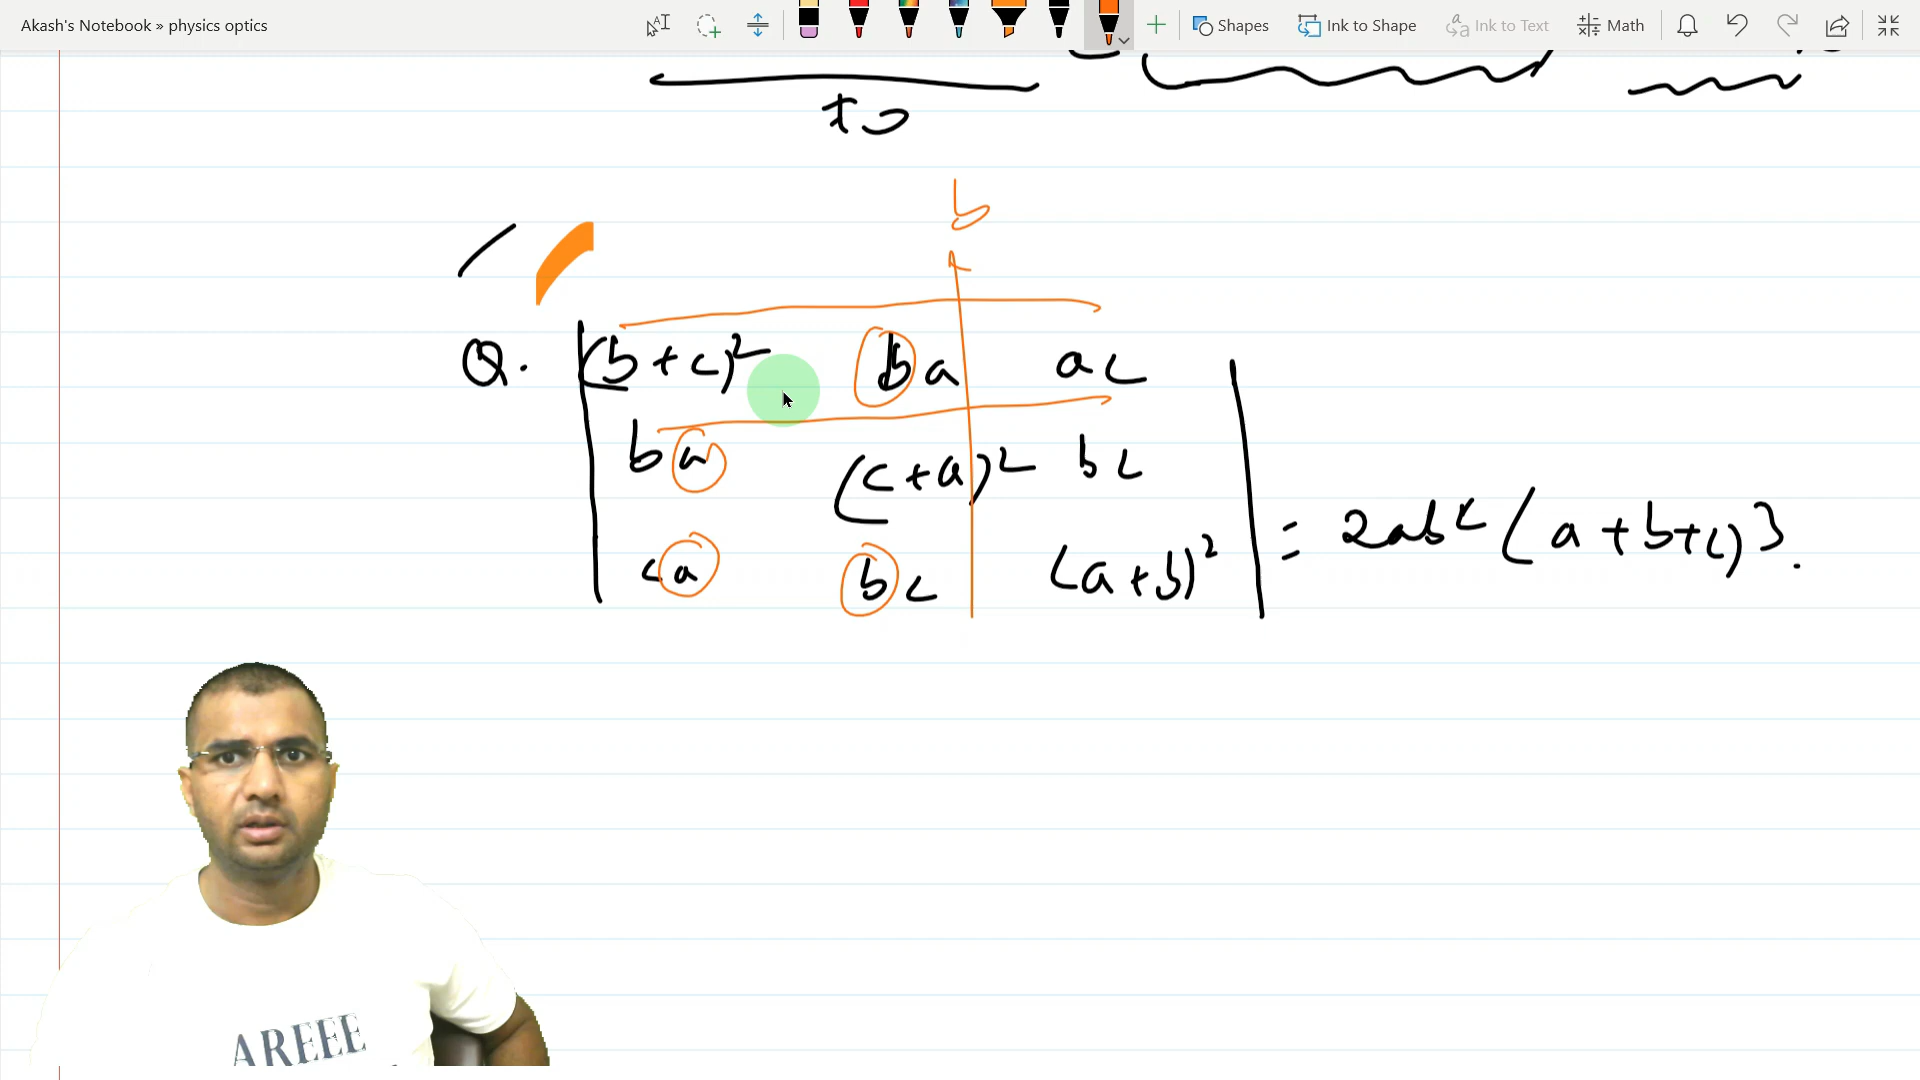 Akash's Notebook » physics optics
Shapes Ink to Shape Ink to Text Math
to
b
Q. (b+c)² ba ac
ba (c+a)² bc
ca bc (a+b)²
= 2abc (a+b+c)³.
AREEE